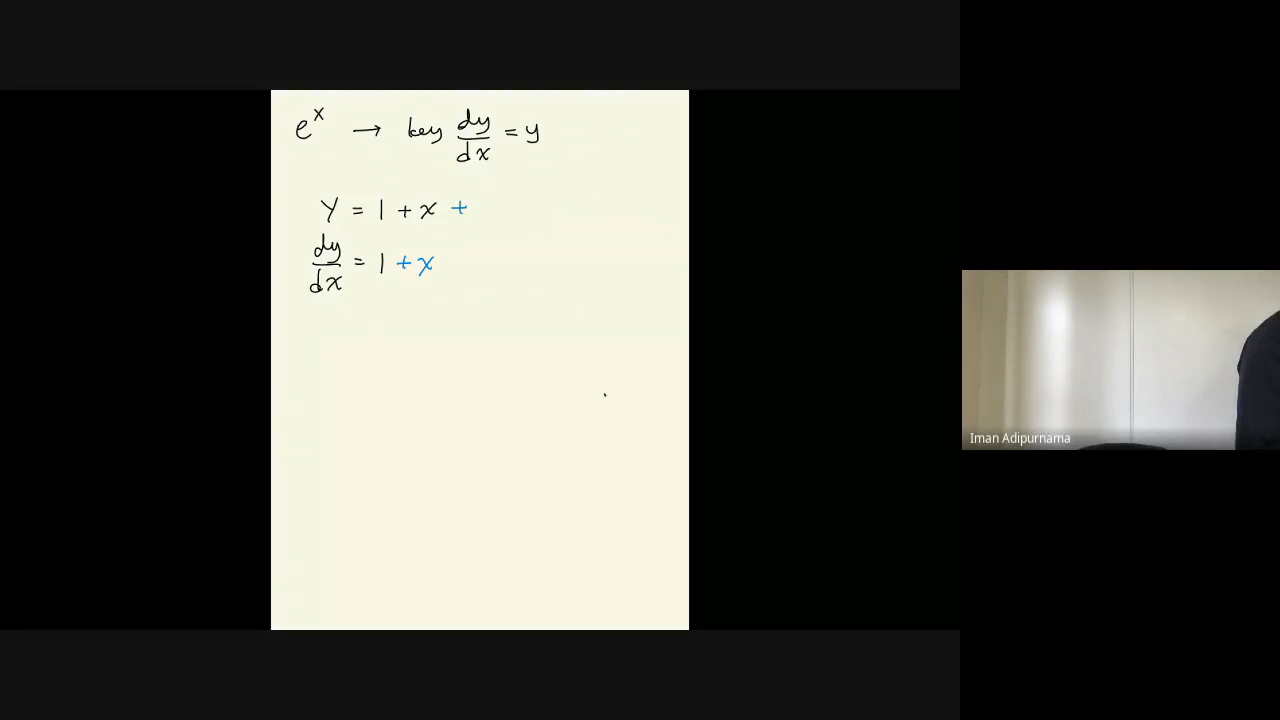 e^x → key dy/dx = y
y = 1 + x +
dy/dx = 1 + x
Iman Adipurnama